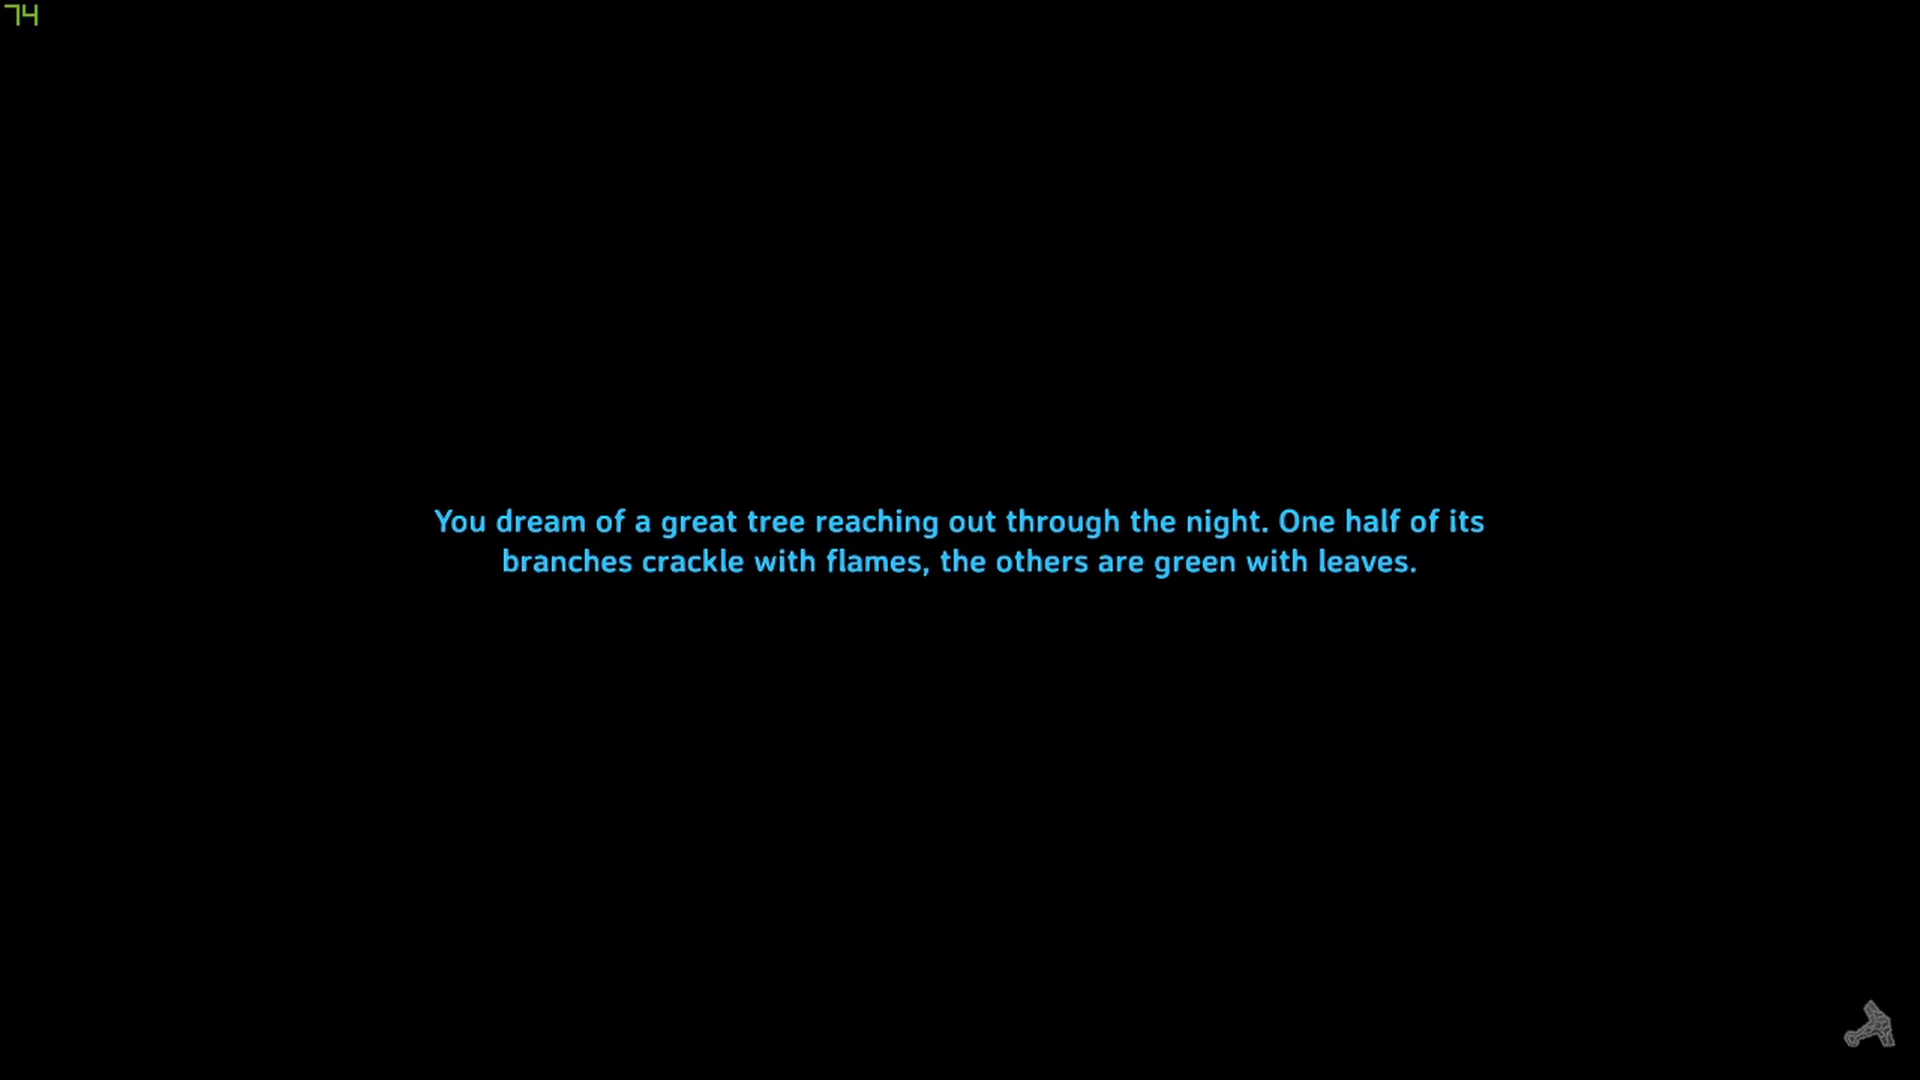 74
You dream of a great tree reaching out through the night. One half of its
branches crackle with flames, the others are green with leaves.